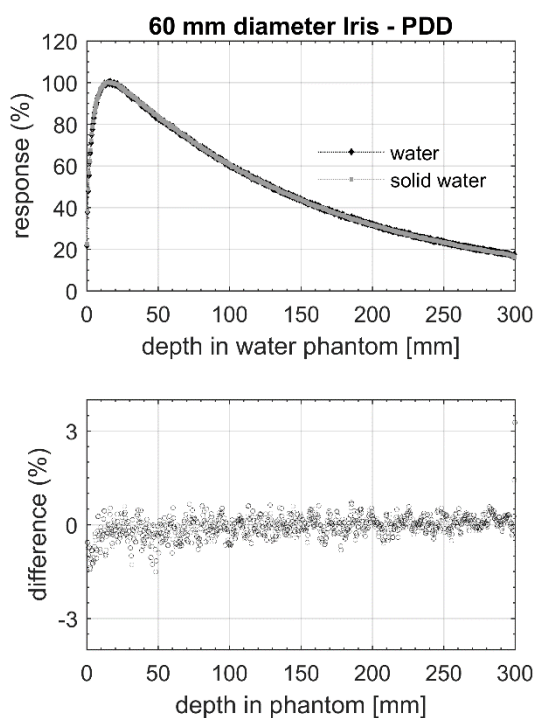 60 mm diameter Iris - PDD
120
100
80
60
40
20
0
response (%)
water
solid water
0 50 100 150 200 250 300
depth in water phantom [mm]
3
0
-3
difference (%)
0 50 100 150 200 250 300
depth in phantom [mm]